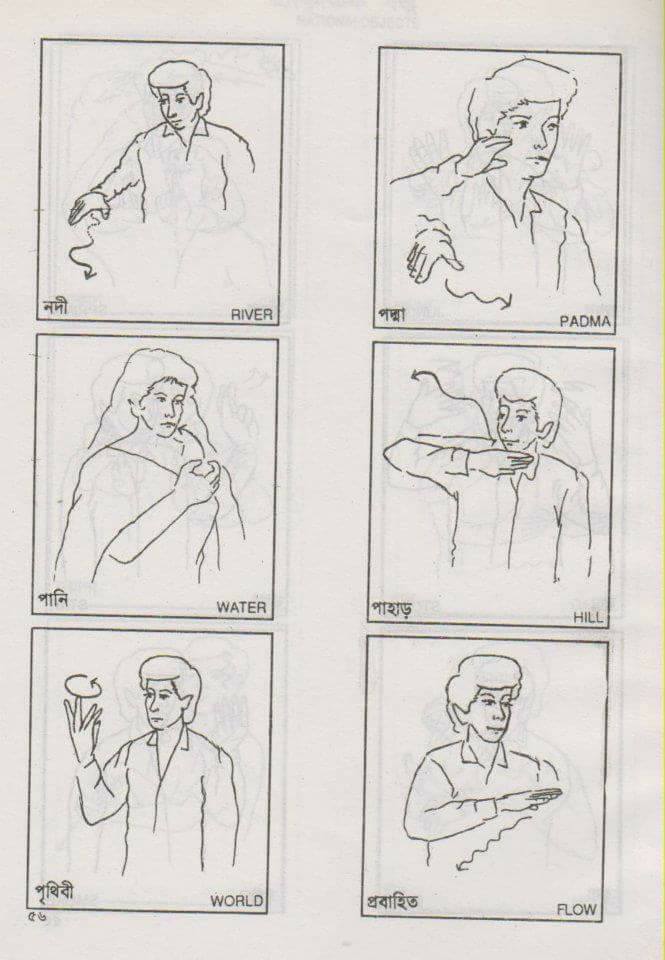 নদী RIVER
পদ্মা PADMA
পানি WATER
পাহাড় HILL
পৃথিবী WORLD
প্রবাহিত FLOW
৫৬